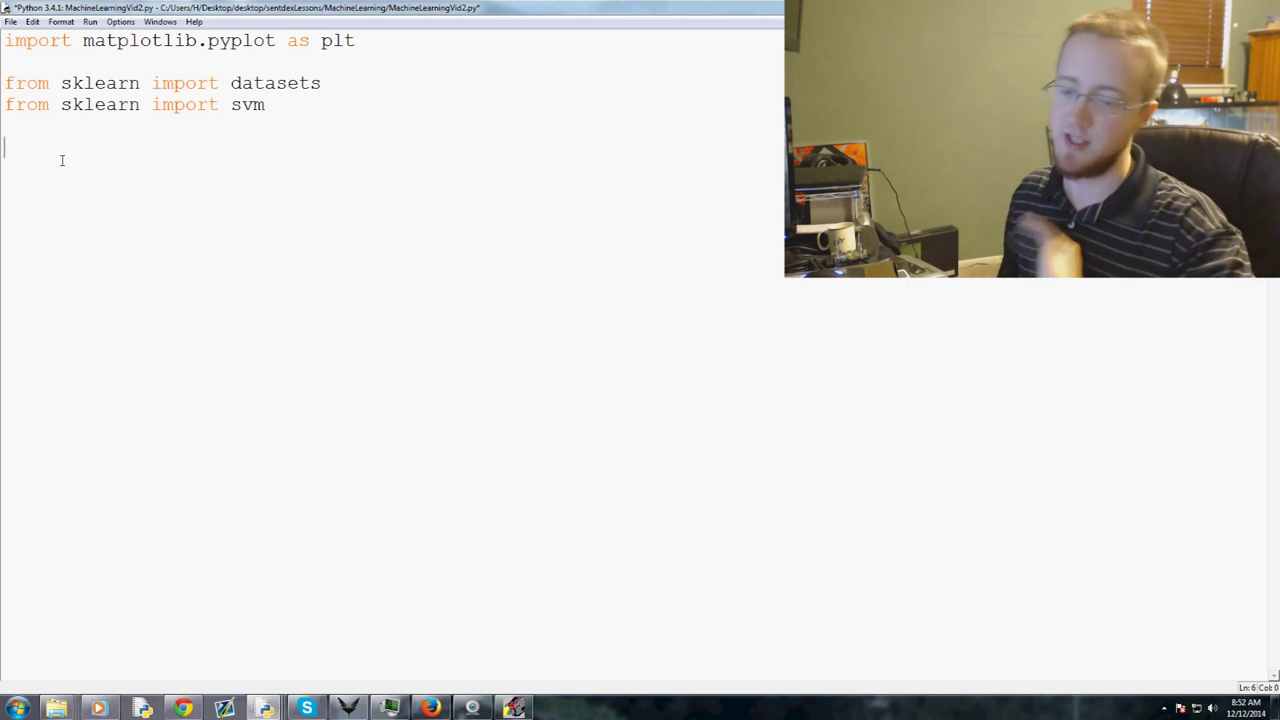 *Python 3.4.1: MachineLearningVid2.py - C:/Users/H/Desktop/desktop/sentdexLessons/MachineLearning/MachineLearningVid2.py*
File Edit Format Run Options Windows Help
import matplotlib.pyplot as plt
from sklearn import datasets
from sklearn import svm
Ln: 6 Col: 0
8:52 AM
12/12/2014